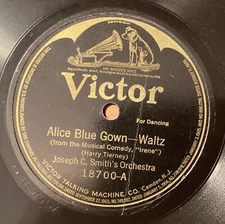 "HIS MASTER'S VOICE"
Victor
For Dancing
Alice Blue Gown—Waltz
(from the Musical Comedy, "Irene")
(Harry Tierney)
Joseph C. Smith's Orchestra
18700-A
VICTOR TALKING MACHINE CO. Camden, N.J.